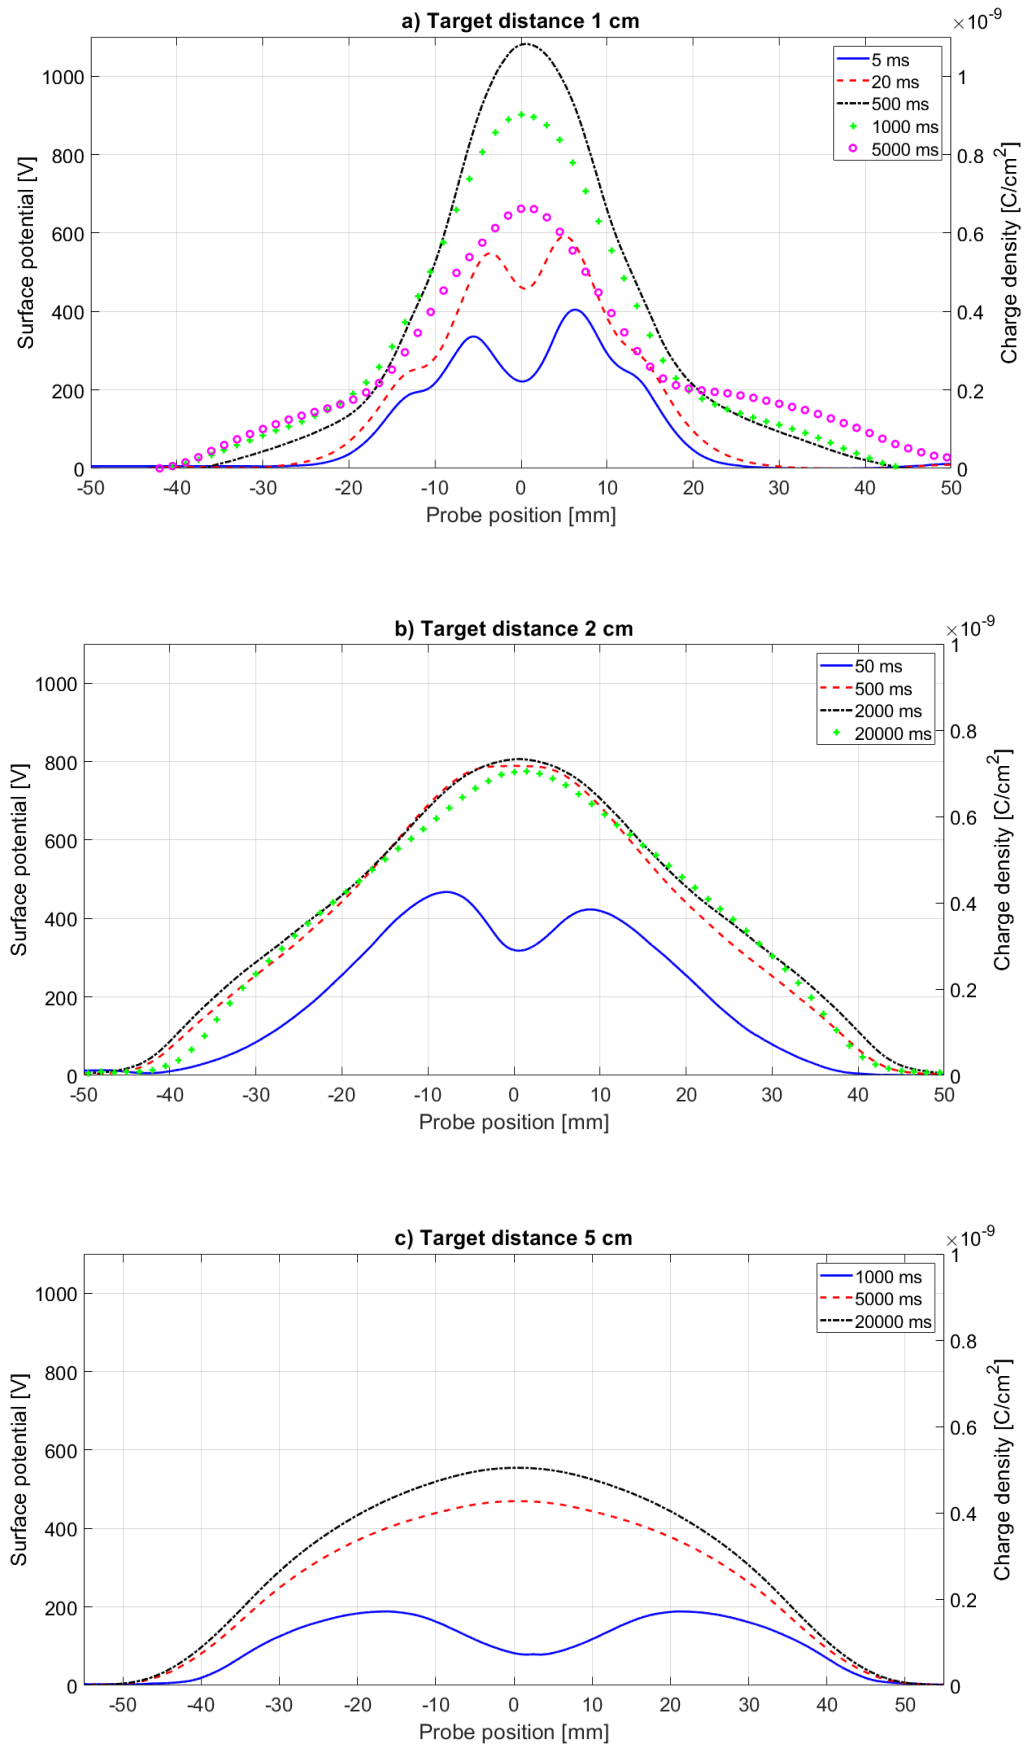 a) Target distance 1 cm
×10-9
1000
800
600
400
200
0
1
0.8
0.6
0.4
0.2
0
5 ms
20 ms
500 ms
1000 ms
5000 ms
Surface potential [V]
Charge density [C/cm2]
-50 -40 -30 -20 -10 0 10 20 30 40 50
Probe position [mm]
b) Target distance 2 cm
×10-9
1000
800
600
400
200
0
1
0.8
0.6
0.4
0.2
0
50 ms
500 ms
2000 ms
20000 ms
Surface potential [V]
Charge density [C/cm2]
-50 -40 -30 -20 -10 0 10 20 30 40 50
Probe position [mm]
c) Target distance 5 cm
×10-9
1000
800
600
400
200
0
1
0.8
0.6
0.4
0.2
0
1000 ms
5000 ms
20000 ms
Surface potential [V]
Charge density [C/cm2]
-50 -40 -30 -20 -10 0 10 20 30 40 50
Probe position [mm]